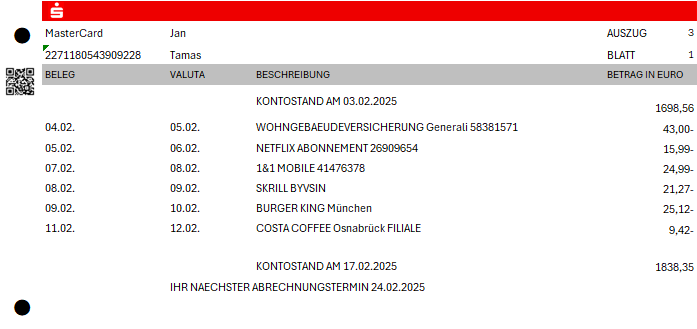 MasterCard Jan AUSZUG 3
2271180543909228 Tamas BLATT 1
BELEG VALUTA BESCHREIBUNG BETRAG IN EURO
KONTOSTAND AM 03.02.2025 1698,56
04.02. 05.02. WOHNGEBAEUDEVERSICHERUNG Generali 58381571 43,00-
05.02. 06.02. NETFLIX ABONNEMENT 26909654 15,99-
07.02. 08.02. 1&1 MOBILE 41476378 24,99-
08.02. 09.02. SKRILL BYVSIN 21,27-
09.02. 10.02. BURGER KING München 25,12-
11.02. 12.02. COSTA COFFEE Osnabrück FILIALE 9,42-
KONTOSTAND AM 17.02.2025 1838,35
IHR NAECHSTER ABRECHNUNGSTERMIN 24.02.2025